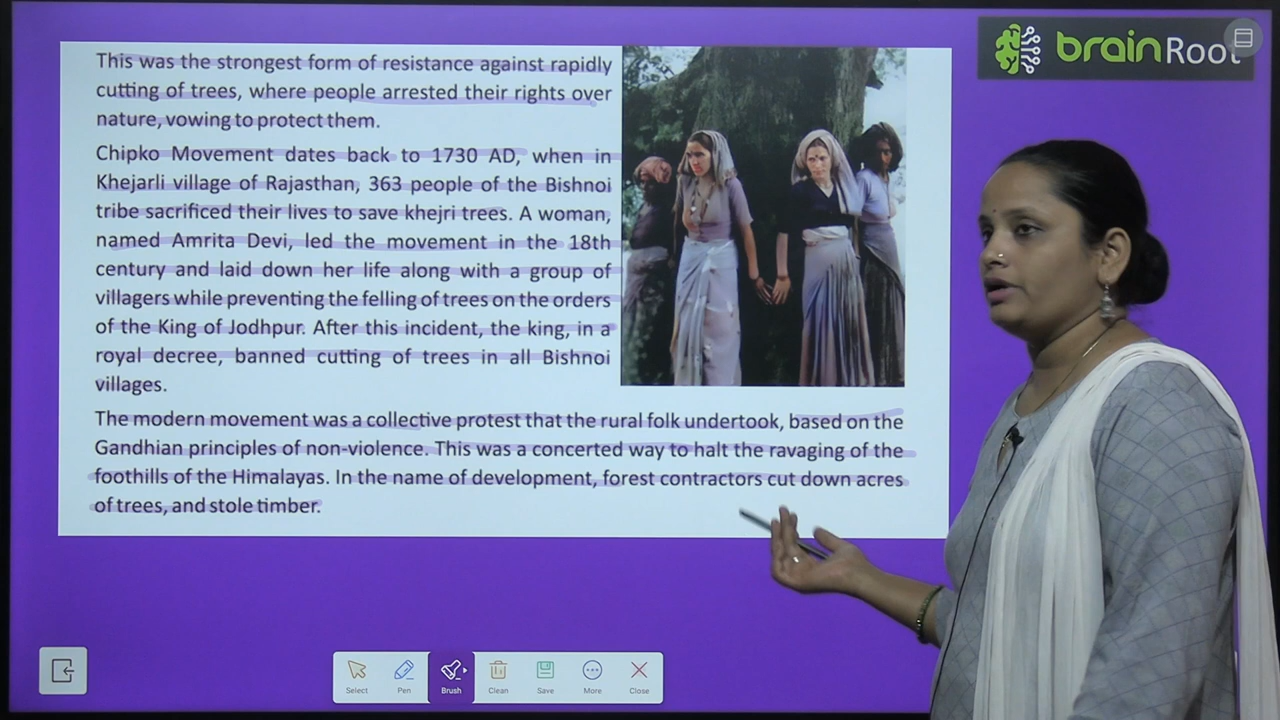 brainRoot
This was the strongest form of resistance against rapidly
cutting of trees, where people arrested their rights over
nature, vowing to protect them.
Chipko Movement dates back to 1730 AD, when in
Khejarli village of Rajasthan, 363 people of the Bishnoi
tribe sacrificed their lives to save khejri trees. A woman,
named Amrita Devi, led the movement in the 18th
century and laid down her life along with a group of
villagers while preventing the felling of trees on the orders
of the King of Jodhpur. After this incident, the king, in a
royal decree, banned cutting of trees in all Bishnoi
villages.
The modern movement was a collective protest that the rural folk undertook, based on the
Gandhian principles of non-violence. This was a concerted way to halt the ravaging of the
foothills of the Himalayas. In the name of development, forest contractors cut down acres
of trees, and stole timber.
Select Pen Brush Clean Save More Close